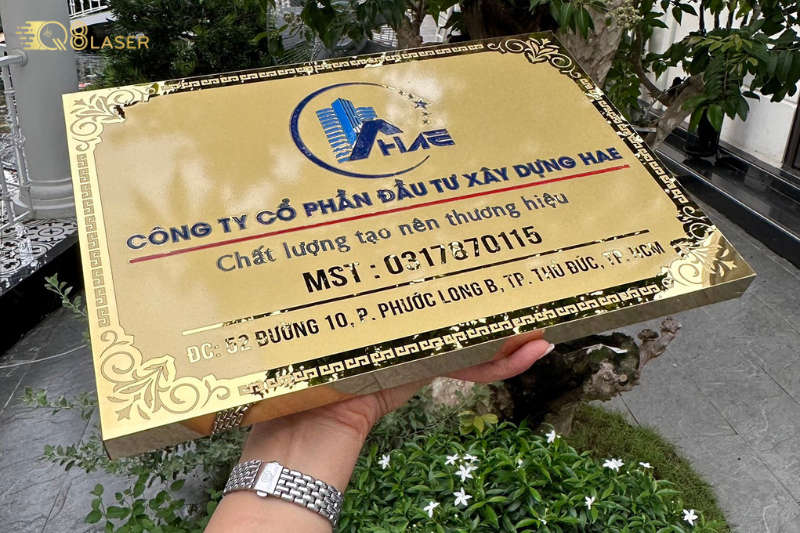 Q8LASER
HAE
CÔNG TY CỔ PHẦN ĐẦU TƯ XÂY DỰNG HAE
Chất lượng tạo nên thương hiệu
MST : 0317870115
ĐC: 52 ĐƯỜNG 10, P. PHƯỚC LONG B, TP. THỦ ĐỨC, TP. HCM